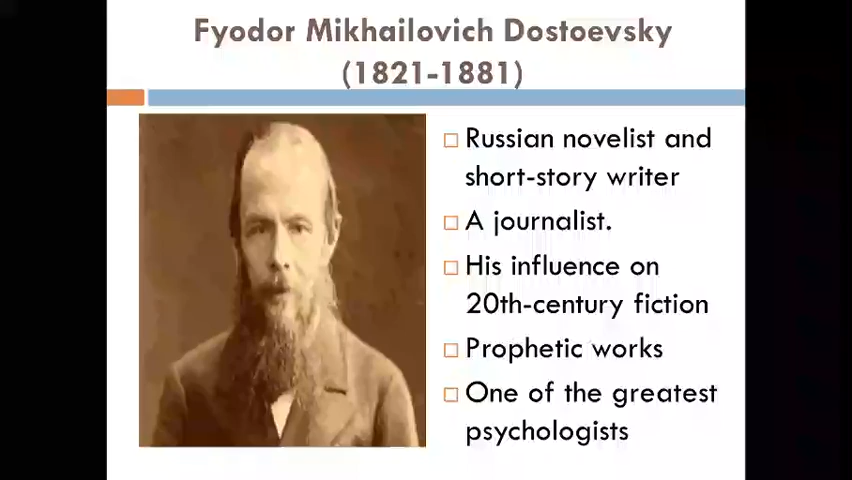 Fyodor Mikhailovich Dostoevsky
(1821-1881)
Russian novelist and
short-story writer
A journalist.
His influence on
20th-century fiction
Prophetic works
One of the greatest
psychologists